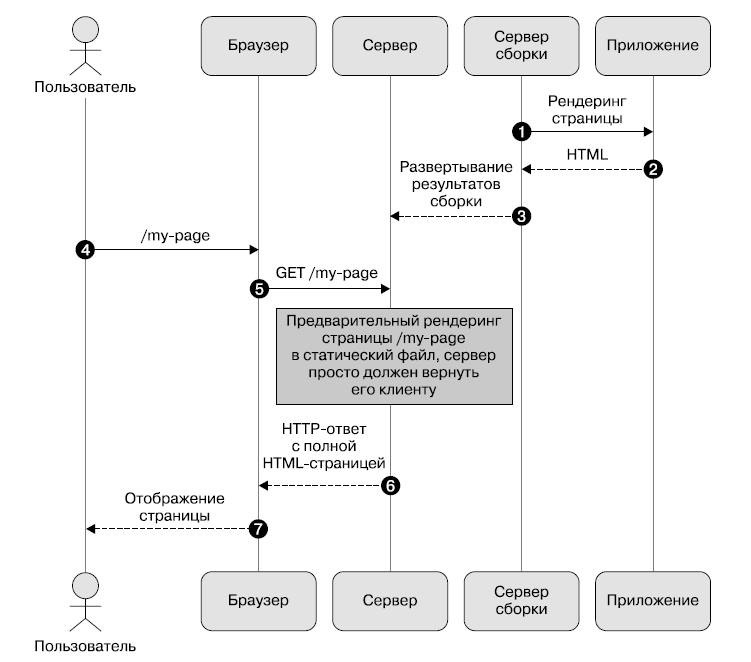 Пользователь
Браузер
Сервер
Сервер
сборки
Приложение
Рендеринг
страницы
1
HTML
2
Развертывание
результатов
сборки
3
4
/my-page
5
GET /my-page
Предварительный рендеринг
страницы /my-page
в статический файл, сервер
просто должен вернуть
его клиенту
HTTP-ответ
с полной
HTML-страницей
6
Отображение
страницы
7
Пользователь
Браузер
Сервер
Сервер
сборки
Приложение